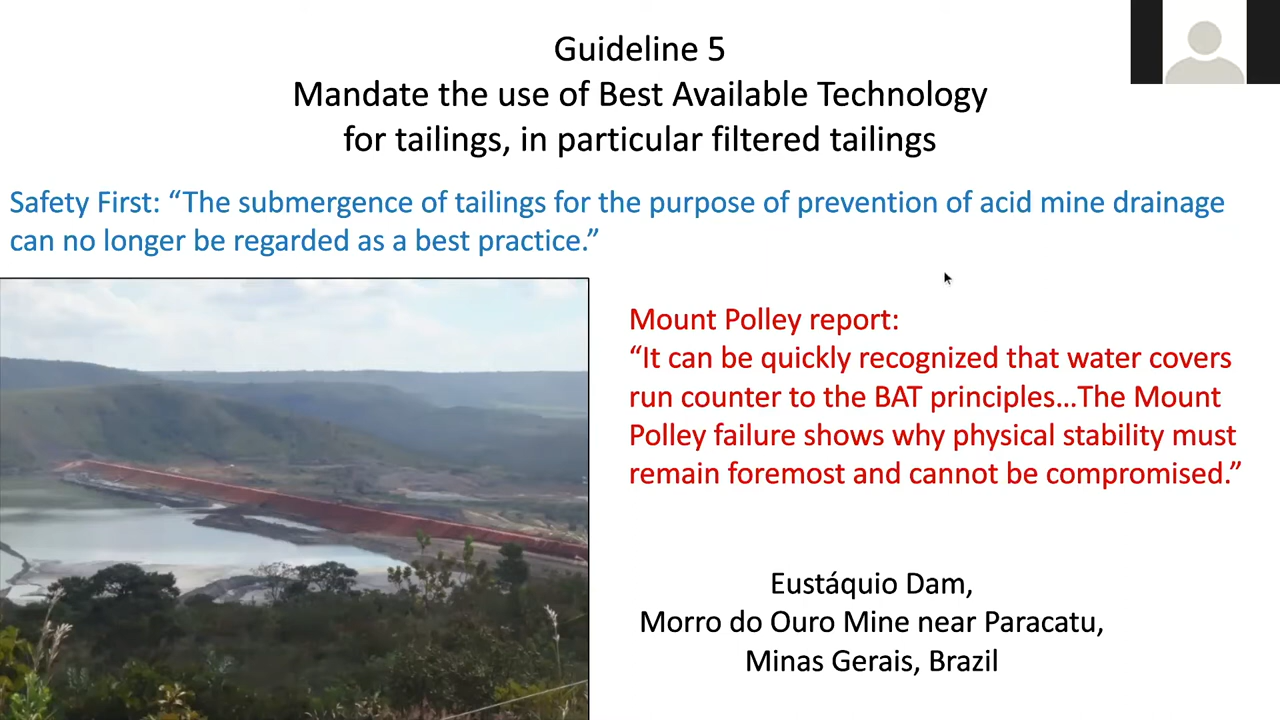 Guideline 5
Mandate the use of Best Available Technology
for tailings, in particular filtered tailings
Safety First: “The submergence of tailings for the purpose of prevention of acid mine drainage
can no longer be regarded as a best practice.”
Mount Polley report:
“It can be quickly recognized that water covers
run counter to the BAT principles…The Mount
Polley failure shows why physical stability must
remain foremost and cannot be compromised.”
Eustáquio Dam,
Morro do Ouro Mine near Paracatu,
Minas Gerais, Brazil